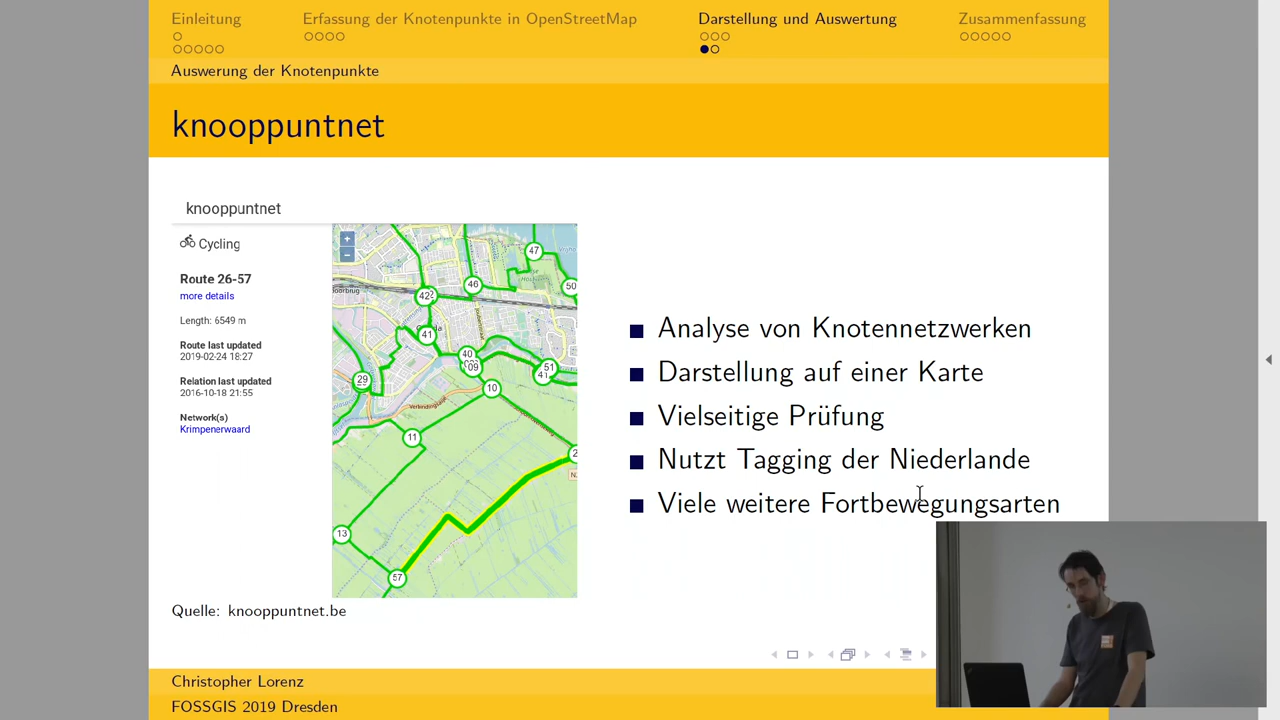 Einleitung
Erfassung der Knotenpunkte in OpenStreetMap
Darstellung und Auswertung
Zusammenfassung
Auswerung der Knotenpunkte
knooppuntnet
knooppuntnet
Cycling
Route 26-57
more details
Length: 6549 m
Route last updated
2019-02-24 18:27
Relation last updated
2016-10-18 21:55
Network(s)
Krimpenerwaard
+
−
47
46
50
42
41
40
09
51
41
29
10
11
13
57
Analyse von Knotennetzwerken
Darstellung auf einer Karte
Vielseitige Prüfung
Nutzt Tagging der Niederlande
Viele weitere Fortbewegungsarten
Quelle: knooppuntnet.be
Christopher Lorenz
FOSSGIS 2019 Dresden